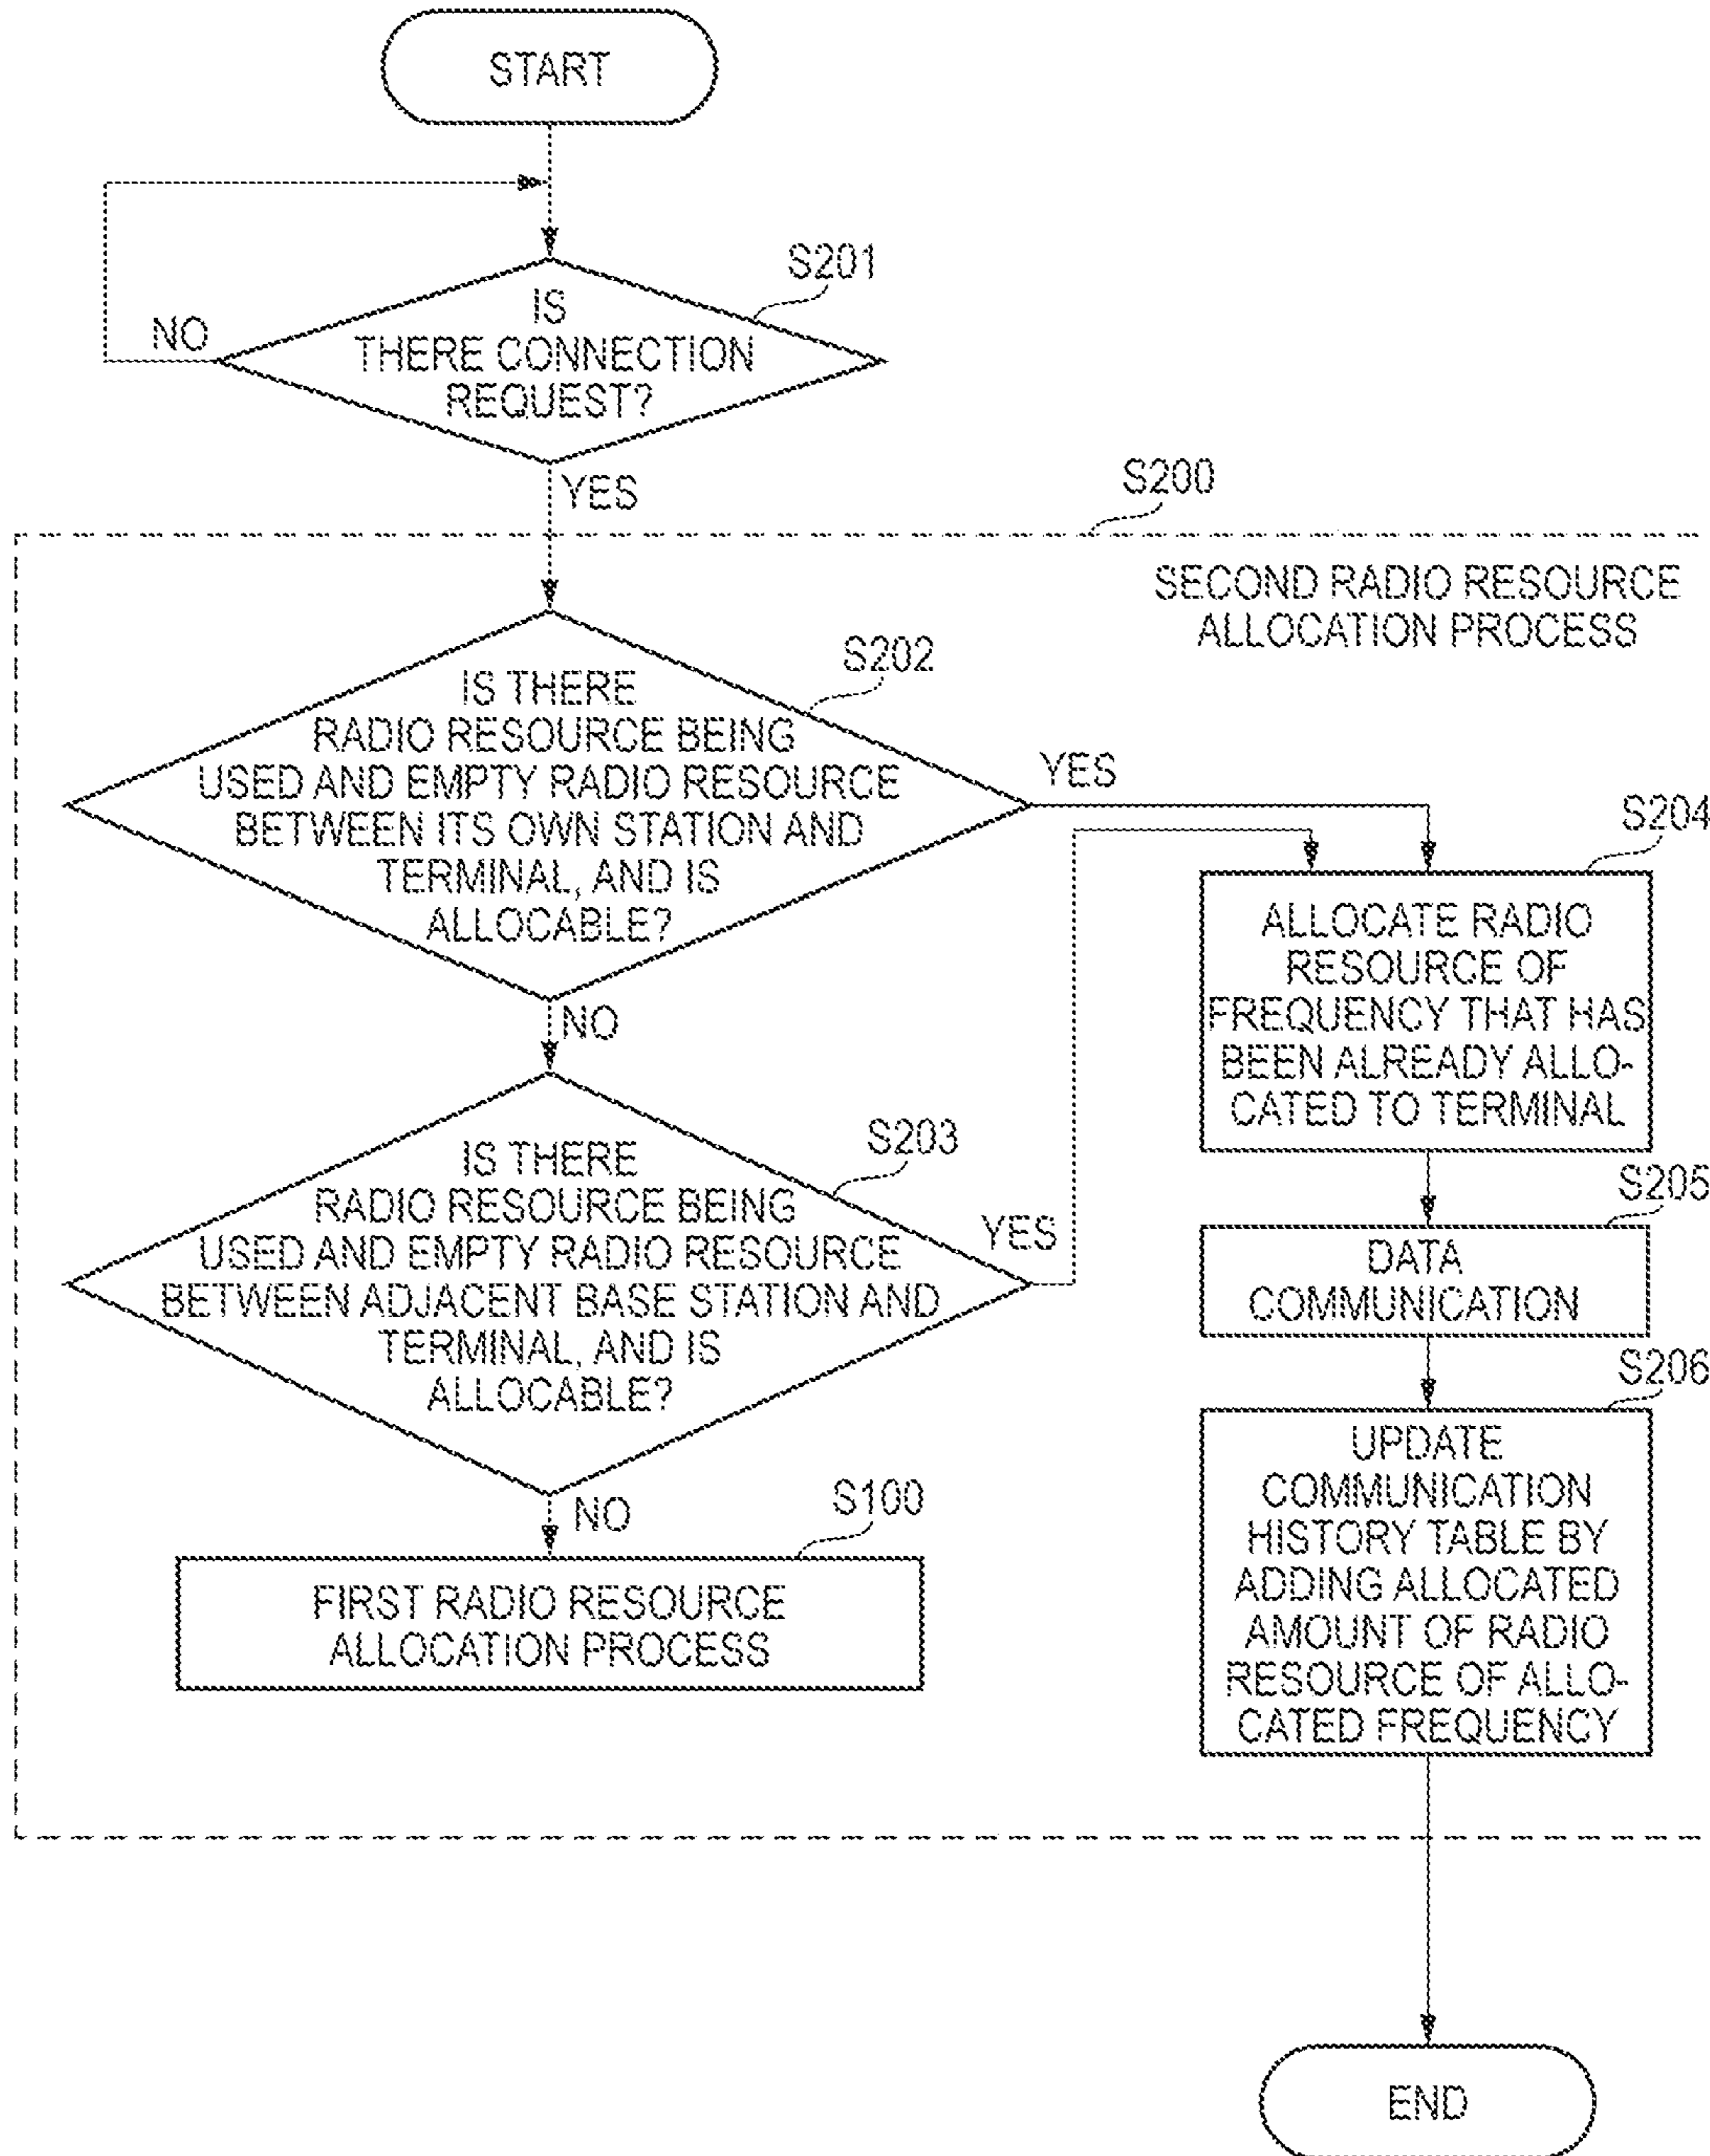 START
S201
IS
THERE CONNECTION
REQUEST?
NO
YES
S200
SECOND RADIO RESOURCE
ALLOCATION PROCESS
S202
IS THERE
RADIO RESOURCE BEING
USED AND EMPTY RADIO RESOURCE
BETWEEN ITS OWN STATION AND
TERMINAL, AND IS
ALLOCABLE?
YES
NO
S203
IS THERE
RADIO RESOURCE BEING
USED AND EMPTY RADIO RESOURCE
BETWEEN ADJACENT BASE STATION AND
TERMINAL, AND IS
ALLOCABLE?
YES
NO
S100
FIRST RADIO RESOURCE
ALLOCATION PROCESS
S204
ALLOCATE RADIO
RESOURCE OF
FREQUENCY THAT HAS
BEEN ALREADY ALLO-
CATED TO TERMINAL
S205
DATA
COMMUNICATION
S206
UPDATE
COMMUNICATION
HISTORY TABLE BY
ADDING ALLOCATED
AMOUNT OF RADIO
RESOURCE OF ALLO-
CATED FREQUENCY
END